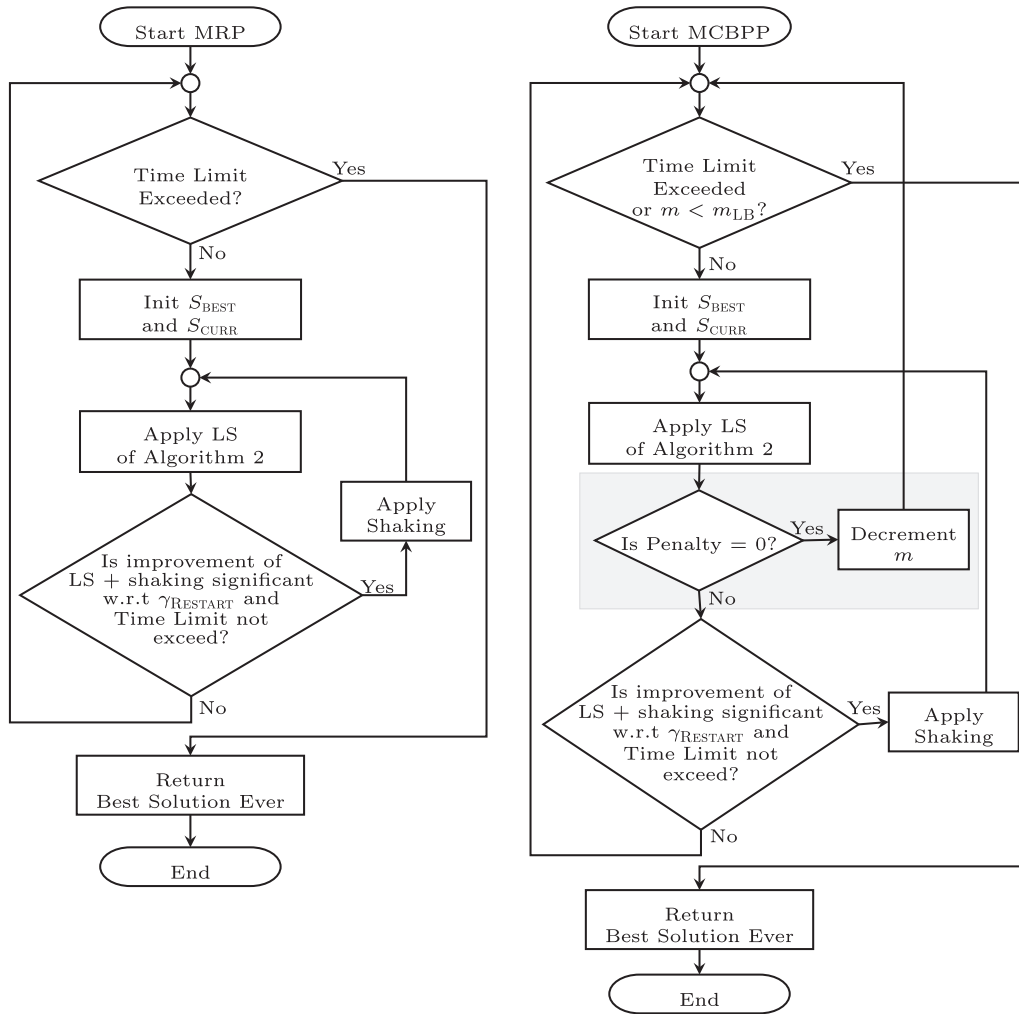 Start MRP
Time Limit
Exceeded?
Yes
No
Init S_BEST
and S_CURR
Apply LS
of Algorithm 2
Apply
Shaking
Is improvement of
LS + shaking significant
w.r.t γ_RESTART and
Time Limit not
exceed?
Yes
No
Return
Best Solution Ever
End
Start MCBPP
Time Limit
Exceeded
or m < m_LB?
Yes
No
Init S_BEST
and S_CURR
Apply LS
of Algorithm 2
Is Penalty = 0?
Yes
Decrement
m
No
Is improvement of
LS + shaking significant
w.r.t γ_RESTART and
Time Limit not
exceed?
Yes
Apply
Shaking
No
Return
Best Solution Ever
End